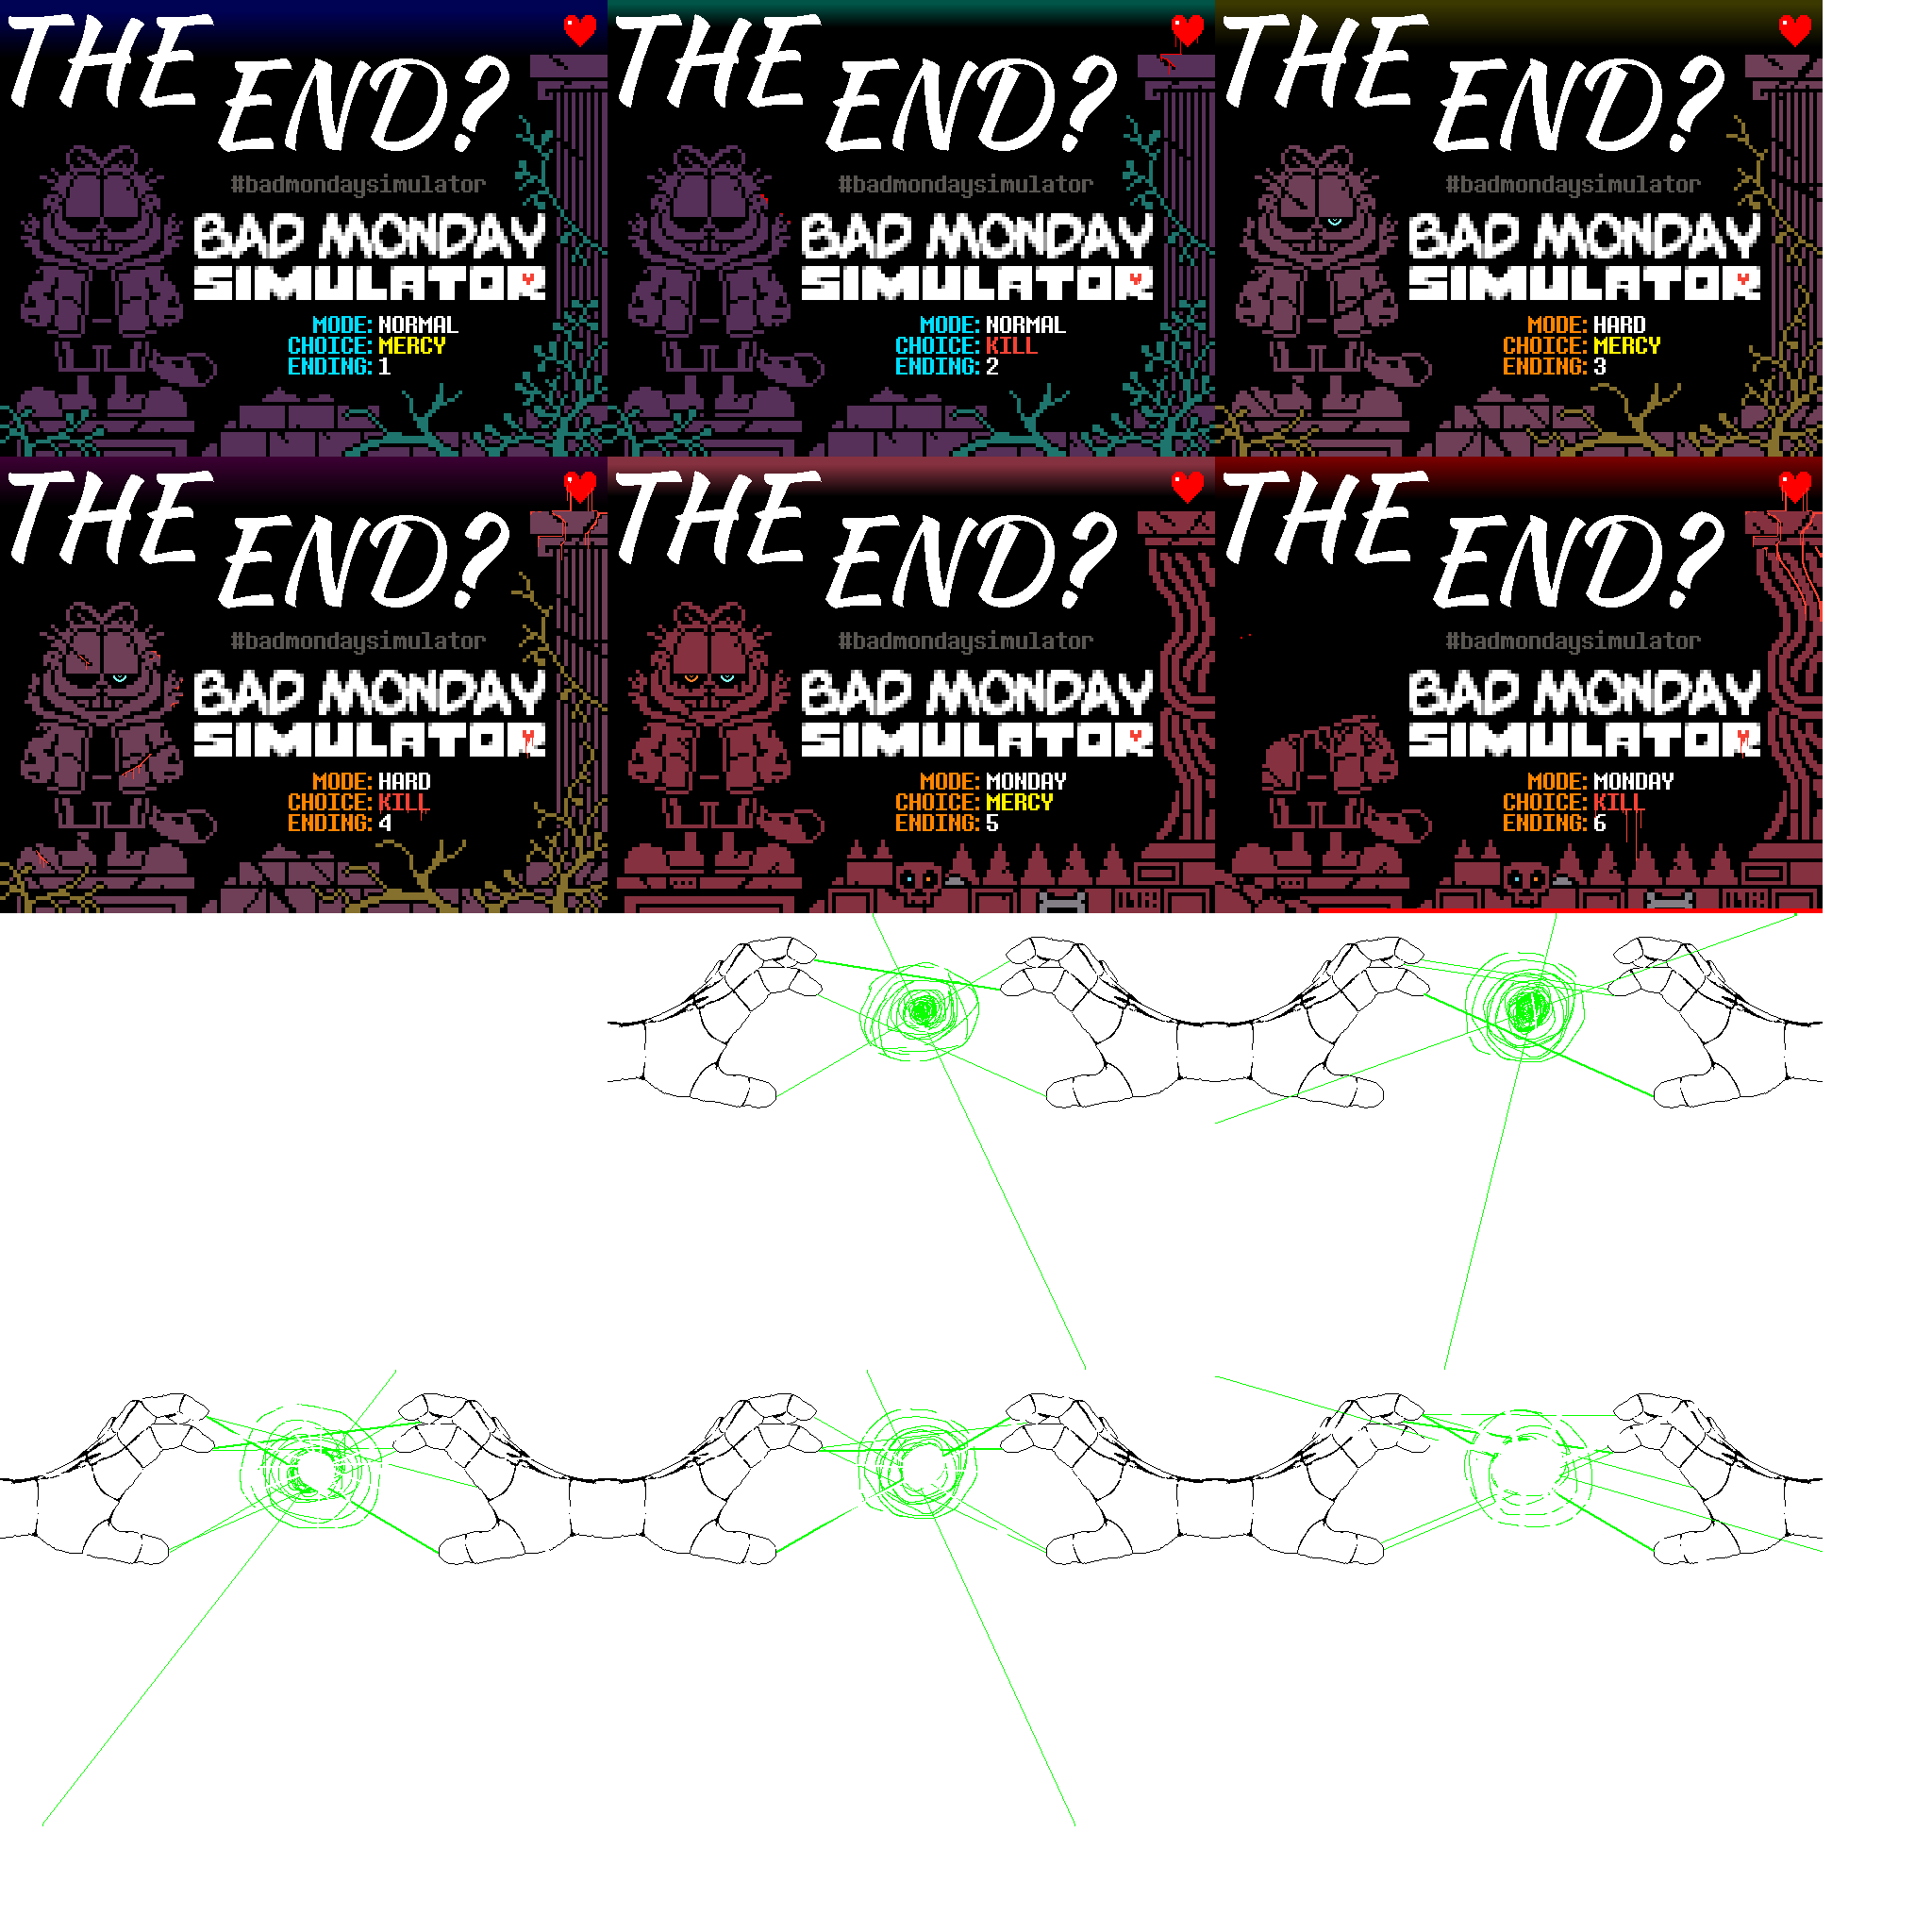 THE
END?
#badmondaysimulator
BAD MONDAY
SIMULATOR
MODE: NORMAL
CHOICE: MERCY
ENDING: 1
THE
END?
#badmondaysimulator
BAD MONDAY
SIMULATOR
MODE: NORMAL
CHOICE: KILL
ENDING: 2
THE
END?
#badmondaysimulator
BAD MONDAY
SIMULATOR
MODE: HARD
CHOICE: MERCY
ENDING: 3
THE
END?
#badmondaysimulator
BAD MONDAY
SIMULATOR
MODE: HARD
CHOICE: KILL
ENDING: 4
THE
END?
#badmondaysimulator
BAD MONDAY
SIMULATOR
MODE: MONDAY
CHOICE: MERCY
ENDING: 5
THE
END?
#badmondaysimulator
BAD MONDAY
SIMULATOR
MODE: MONDAY
CHOICE: KILL
ENDING: 6